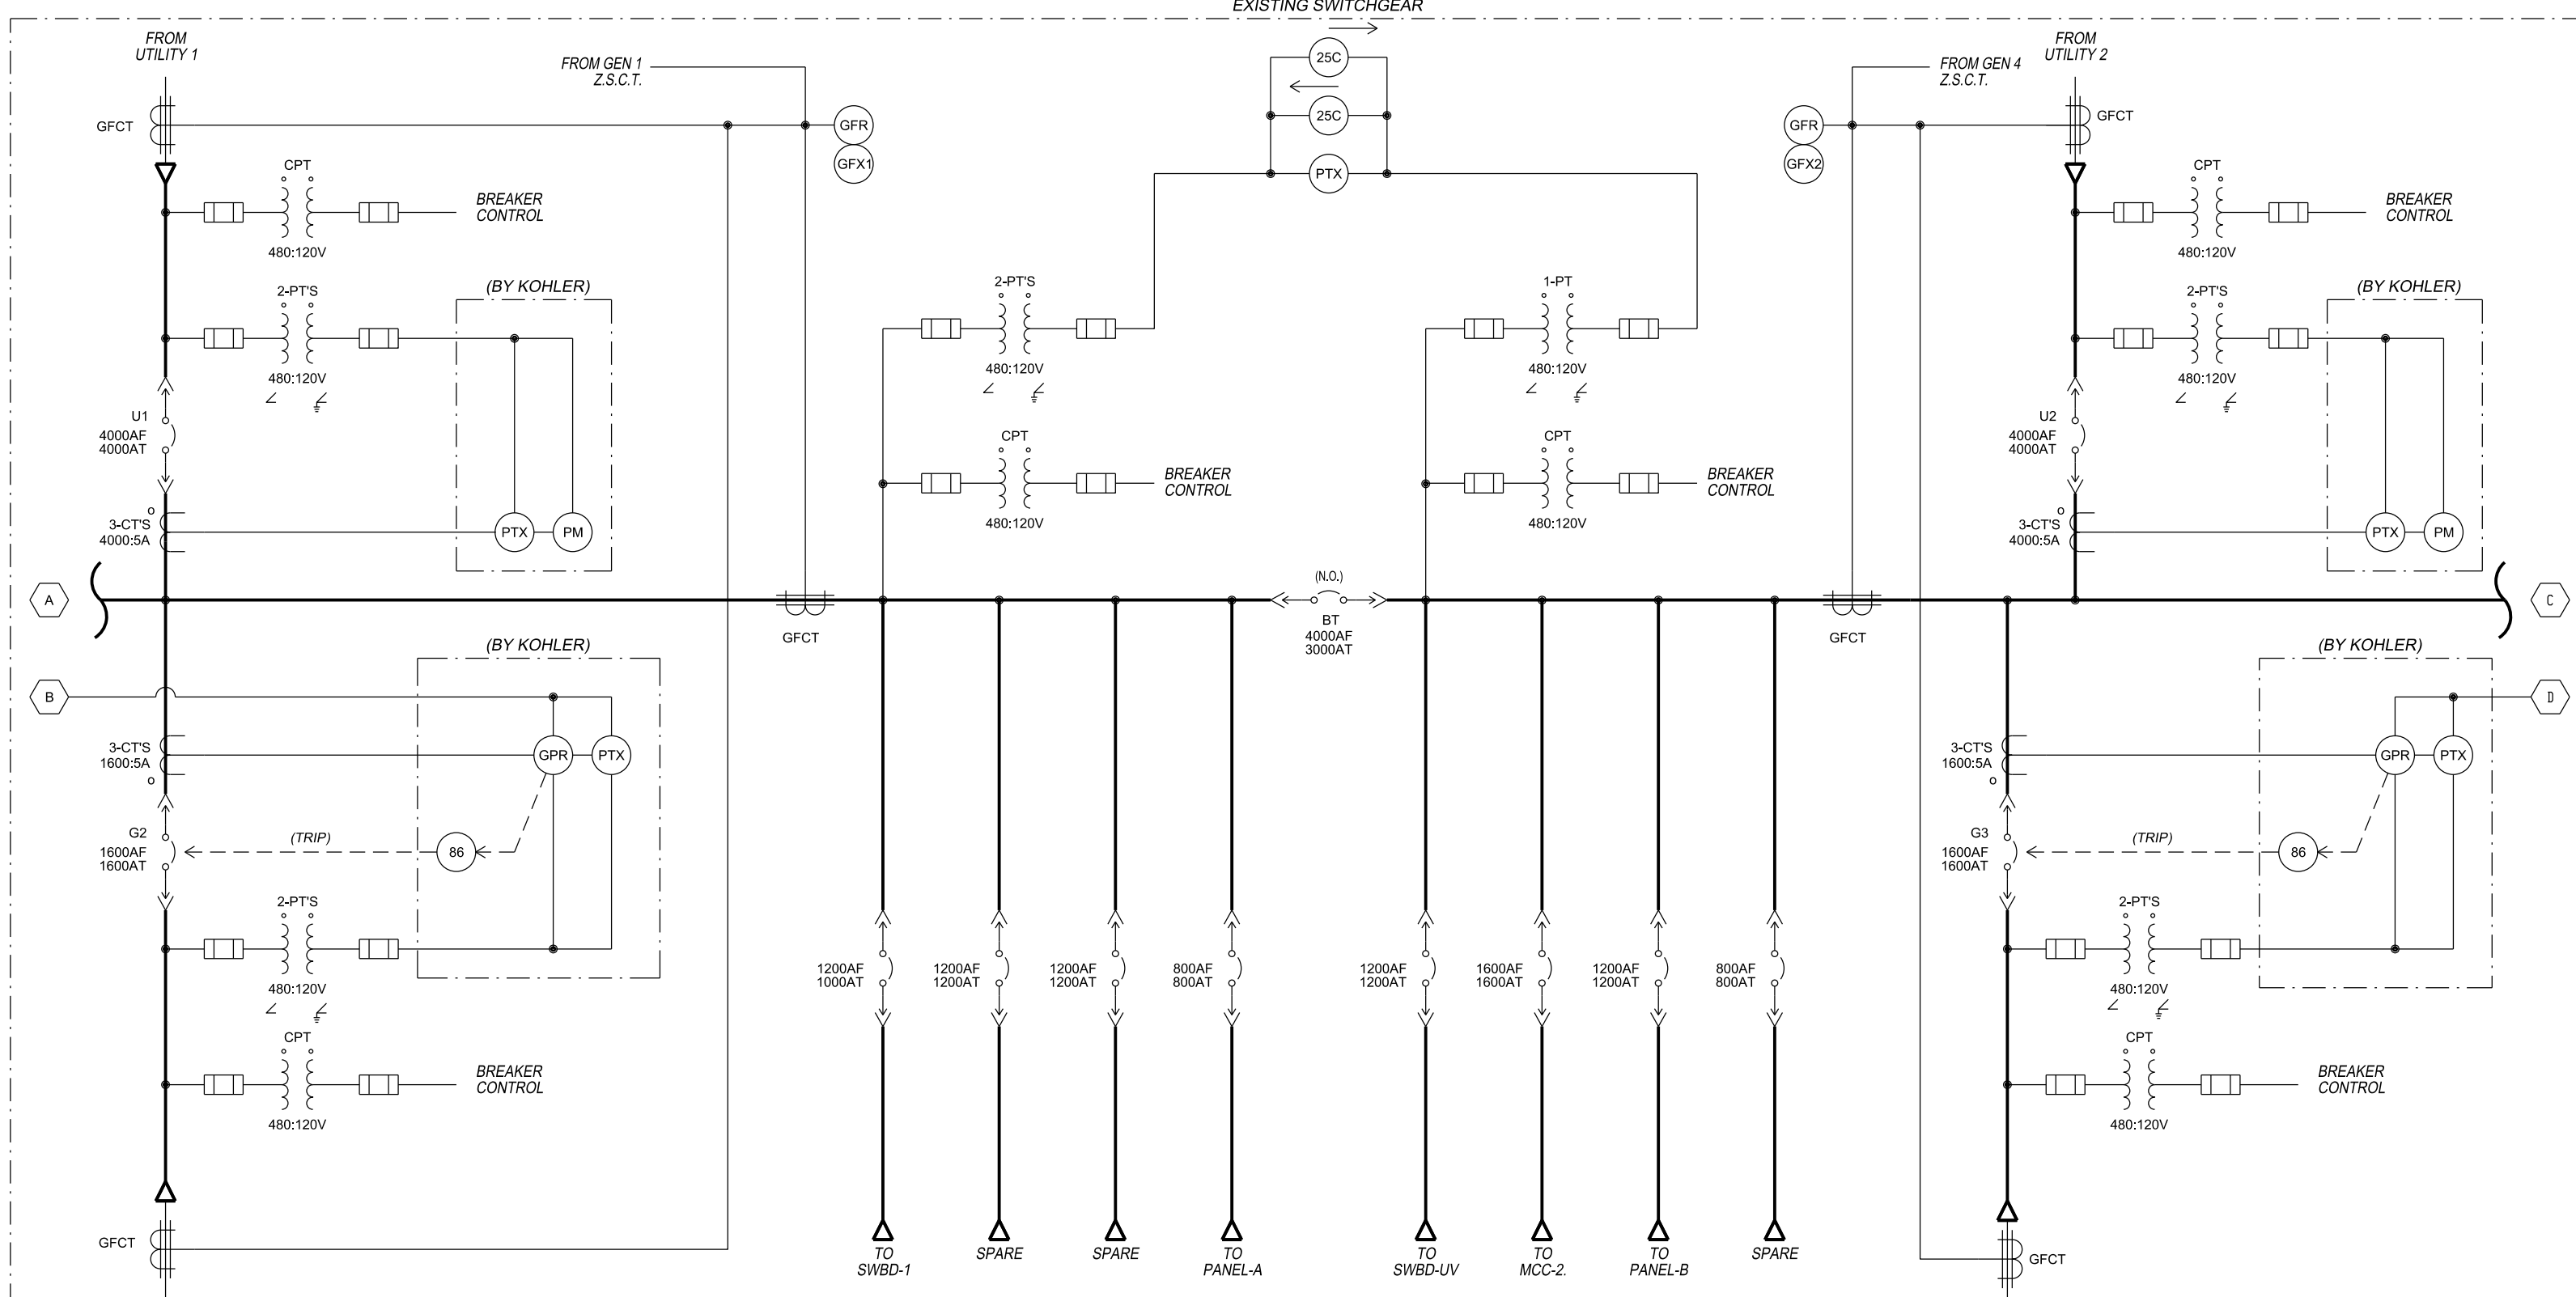 EXISTING SWITCHGEAR
FROM
UTILITY 1
FROM GEN 1
Z.S.C.T.
25C
25C
PTX
FROM GEN 4
Z.S.C.T.
FROM
UTILITY 2
GFCT
GFR
GFX1
GFR
GFX2
GFCT
CPT
480:120V
BREAKER
CONTROL
CPT
480:120V
BREAKER
CONTROL
2-PT'S
480:120V
(BY KOHLER)
2-PT'S
480:120V
1-PT
480:120V
2-PT'S
480:120V
(BY KOHLER)
U1
4000AF
4000AT
CPT
480:120V
BREAKER
CONTROL
CPT
480:120V
BREAKER
CONTROL
U2
4000AF
4000AT
3-CT'S
4000:5A
PTX
PM
3-CT'S
4000:5A
PTX
PM
A
GFCT
(N.O.)
BT
4000AF
3000AT
GFCT
C
(BY KOHLER)
(BY KOHLER)
B
D
3-CT'S
1600:5A
GPR
PTX
3-CT'S
1600:5A
GPR
PTX
G2
1600AF
1600AT
(TRIP)
86
G3
1600AF
1600AT
(TRIP)
86
2-PT'S
480:120V
2-PT'S
480:120V
1200AF
1000AT
1200AF
1200AT
1200AF
1200AT
800AF
800AT
1200AF
1200AT
1600AF
1600AT
1200AF
1200AT
800AF
800AT
CPT
480:120V
BREAKER
CONTROL
CPT
480:120V
BREAKER
CONTROL
GFCT
TO
SWBD-1
SPARE
SPARE
TO
PANEL-A
TO
SWBD-UV
TO
MCC-2.
TO
PANEL-B
SPARE
GFCT